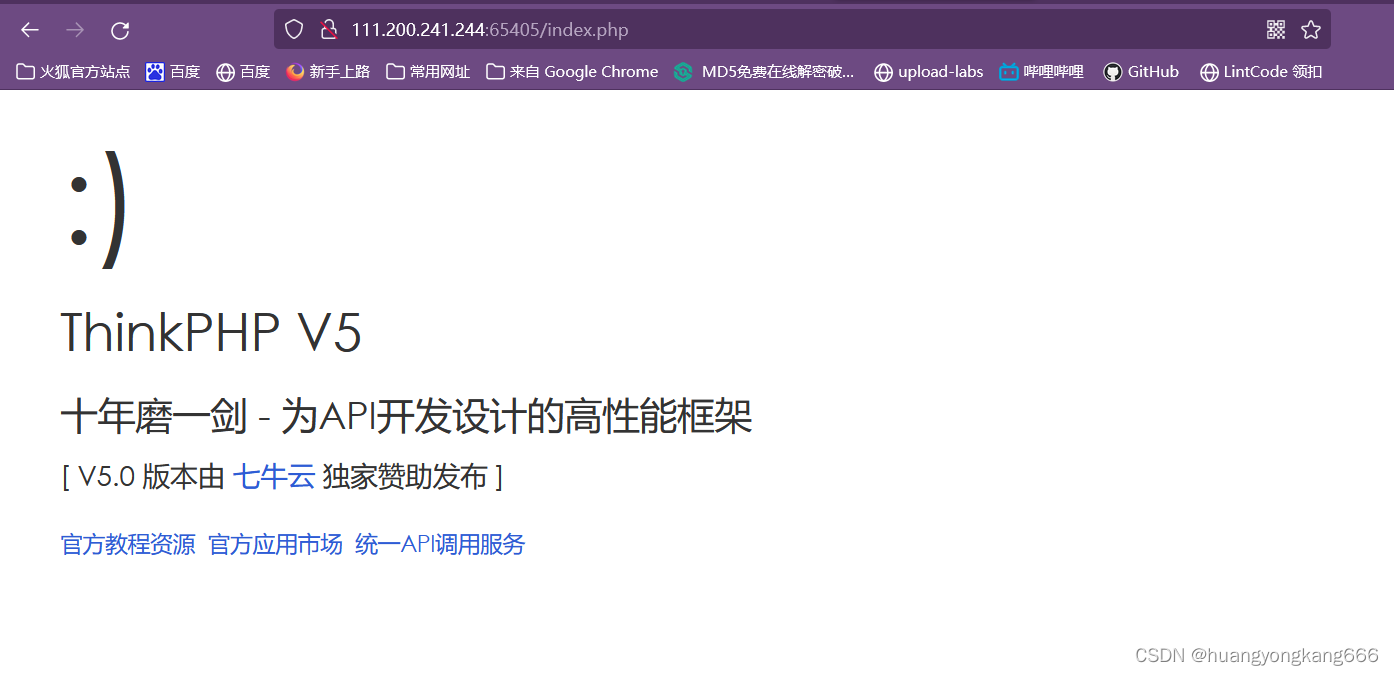 111.200.241.244:65405/index.php
火狐官方站点 百度 百度 新手上路 常用网址 来自 Google Chrome MD5免费在线解密破... upload-labs 哔哩哔哩 GitHub LintCode 领扣
:)
ThinkPHP V5
十年磨一剑 - 为API开发设计的高性能框架
[ V5.0 版本由 七牛云 独家赞助发布 ]
官方教程资源 官方应用市场 统一API调用服务
CSDN @huangyongkang666